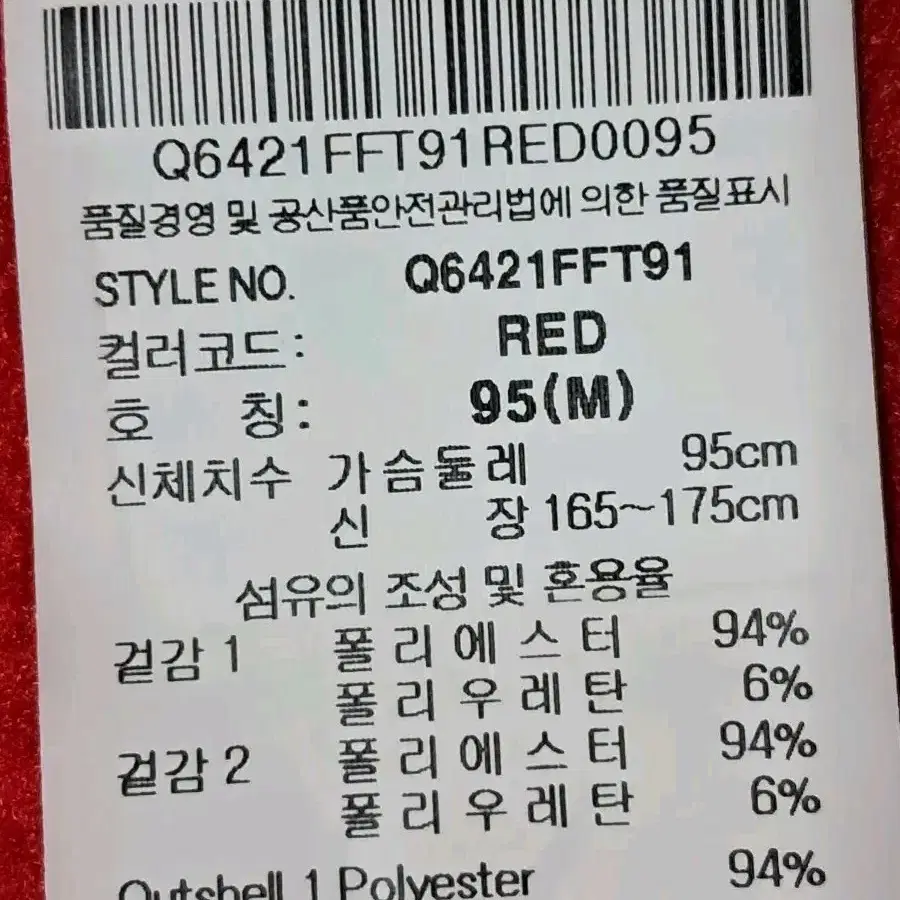 Q6421FFT91RED0095
품질경영 및 공산품안전관리법에 의한 품질표시
STYLE NO. Q6421FFT91
컬러코드: RED
호 칭: 95(M)
신체치수 가슴둘레 95cm
신 장 165~175cm
섬유의 조성 및 혼용율
겉감 1 폴리에스터 94%
폴리우레탄 6%
겉감 2 폴리에스터 94%
폴리우레탄 6%
Outshell 1 Polyester 94%